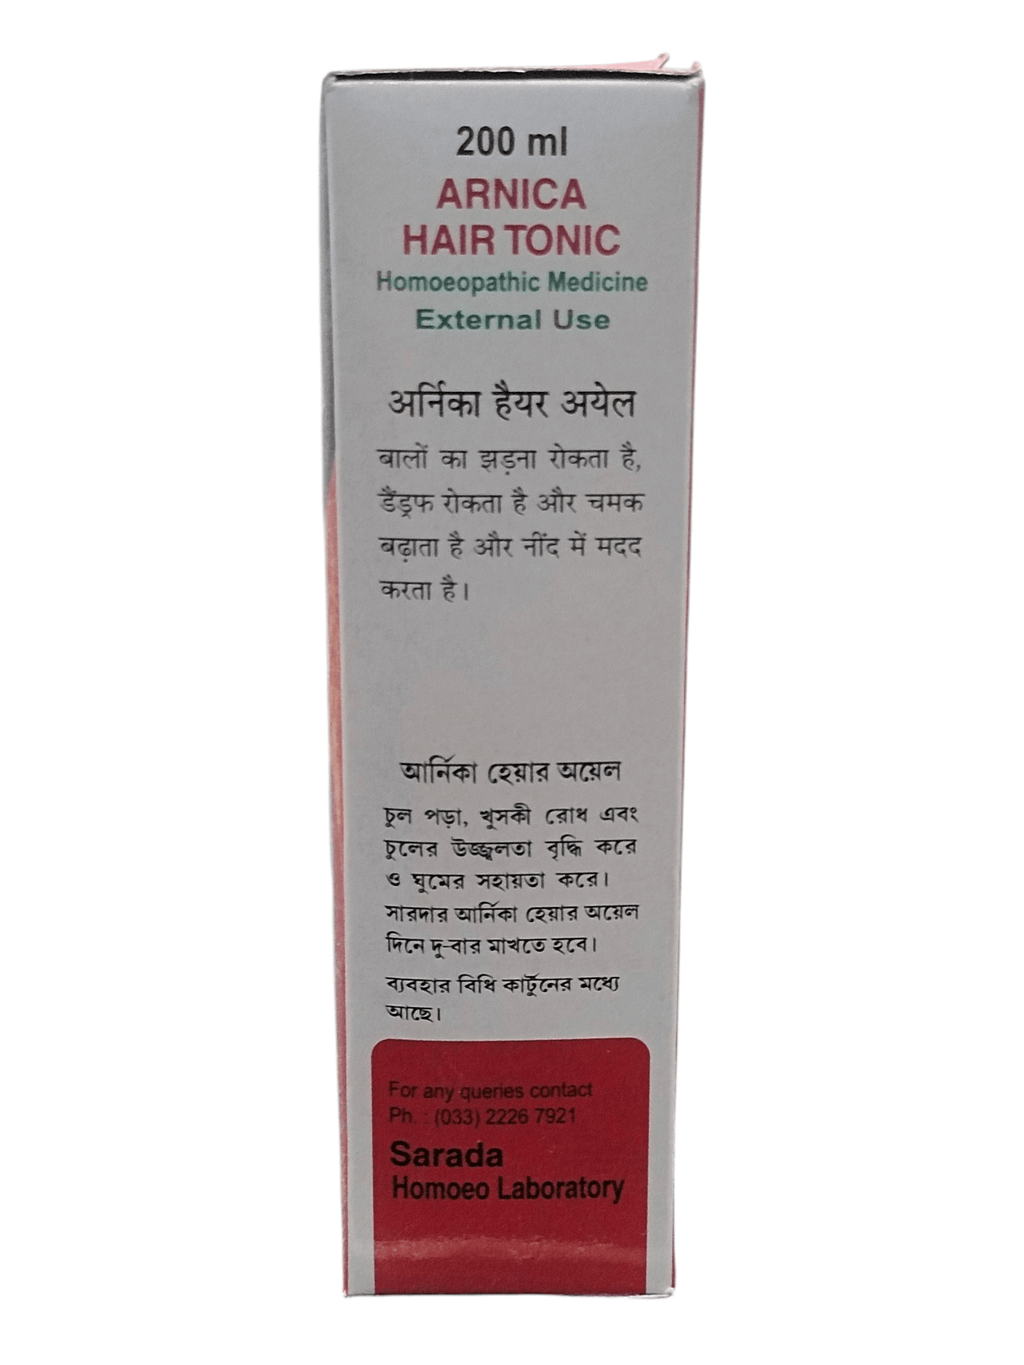 200 ml
ARNICA
HAIR TONIC
Homoeopathic Medicine
External Use
अर्निका हैयर अयेल
बालों का झड़ना रोकता है,
डैंड्रफ रोकता है और चमक
बढ़ाता है और नींद में मदद
करता है।
আর্নিকা হেয়ার অয়েল
চুল পড়া, খুসকী রোধ এবং
চুলের উজ্জ্বলতা বৃদ্ধি করে
ও ঘুমের সহায়তা করে।
সারদার আর্নিকা হেয়ার অয়েল
দিনে দু-বার মাখতে হবে।
ব্যবহার বিধি কার্টুনের মধ্যে
আছে।
For any queries contact
Ph. : (033) 2226 7921
Sarada
Homoeo Laboratory